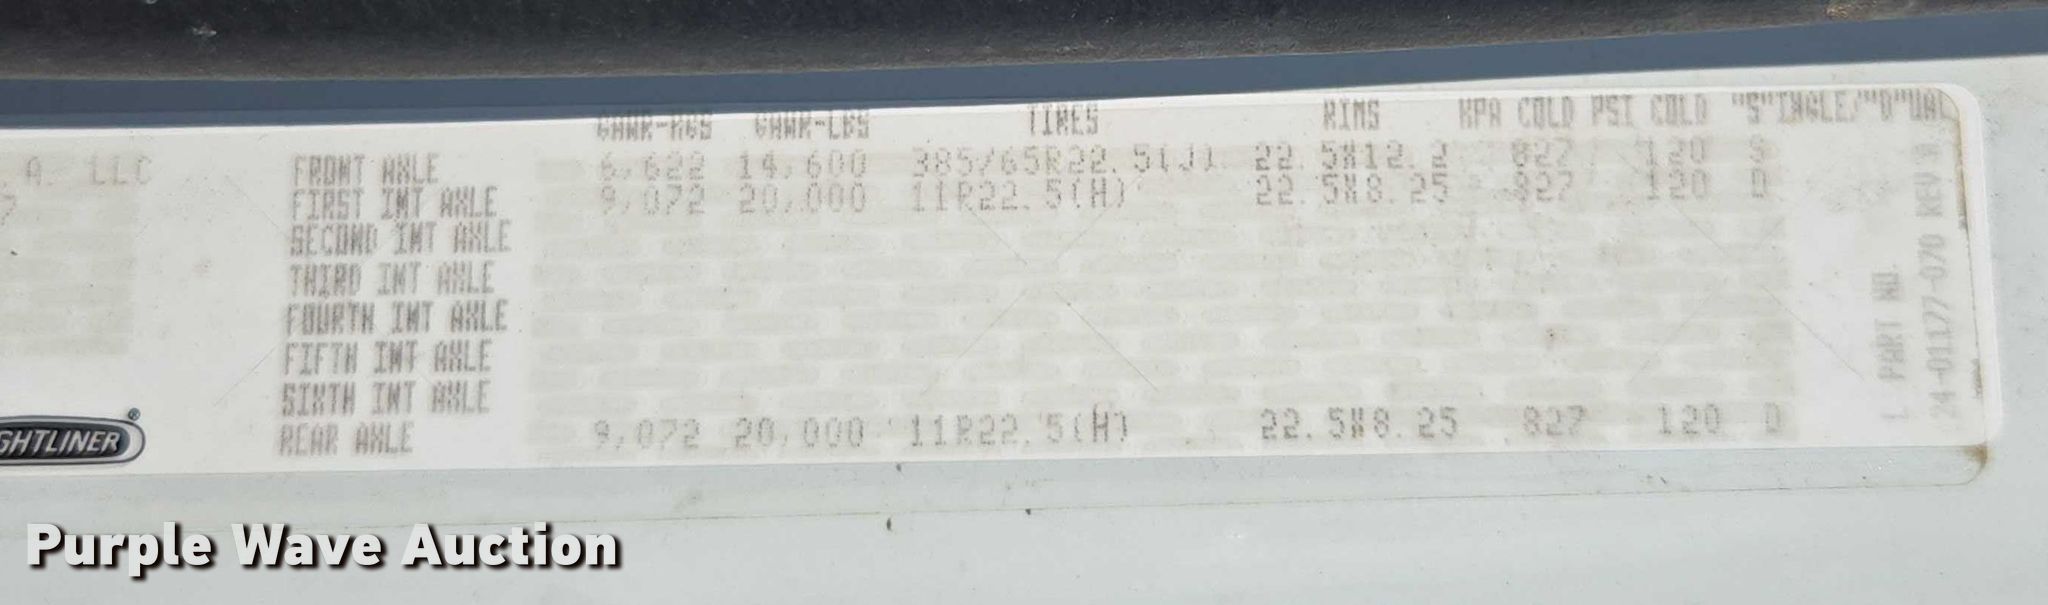 GAWR-KGS GAWR-LBS TIRES RIMS KPA COLD PSI COLD "S"INGLE/"D"UAL
.A. LLC FRONT AXLE 6,622 14,600 385/65R22.5(J) 22.5X12.2 827 120 S
7 FIRST INT AXLE 9,072 20,000 11R22.5(H) 22.5X8.25 827 120 D
SECOND INT AXLE
THIRD INT AXLE
FOURTH INT AXLE
FIFTH INT AXLE
SIXTH INT AXLE
REAR AXLE 9,072 20,000 11R22.5(H) 22.5X8.25 827 120 D
GHTLINER®
L PART NO.
24-01177-070 REV A
Purple Wave Auction